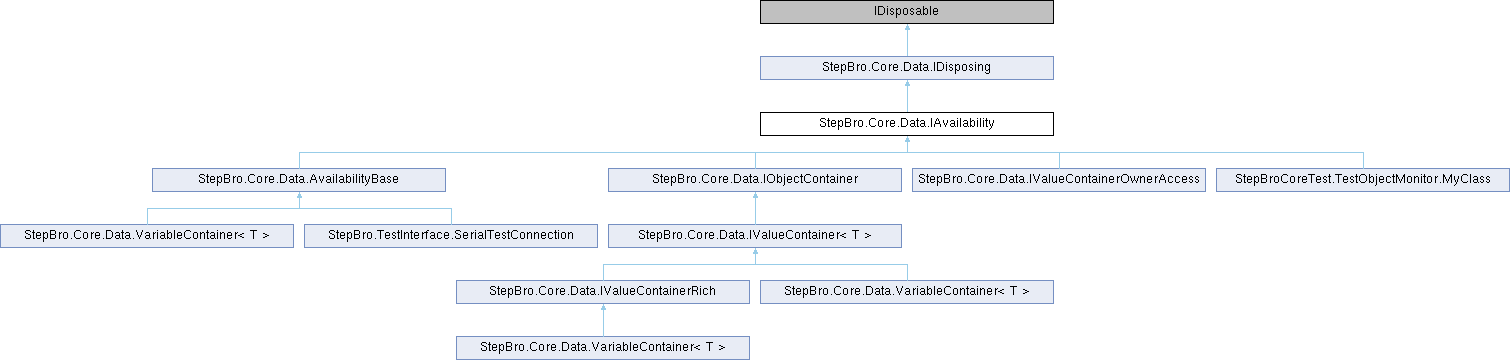 IDisposable
StepBro.Core.Data.IDisposing
StepBro.Core.Data.IAvailability
StepBro.Core.Data.AvailabilityBase
StepBro.Core.Data.IObjectContainer
StepBro.Core.Data.IValueContainerOwnerAccess
StepBroCoreTest.TestObjectMonitor.MyClass
StepBro.Core.Data.VariableContainer< T >
StepBro.TestInterface.SerialTestConnection
StepBro.Core.Data.IValueContainer< T >
StepBro.Core.Data.IValueContainerRich
StepBro.Core.Data.VariableContainer< T >
StepBro.Core.Data.VariableContainer< T >